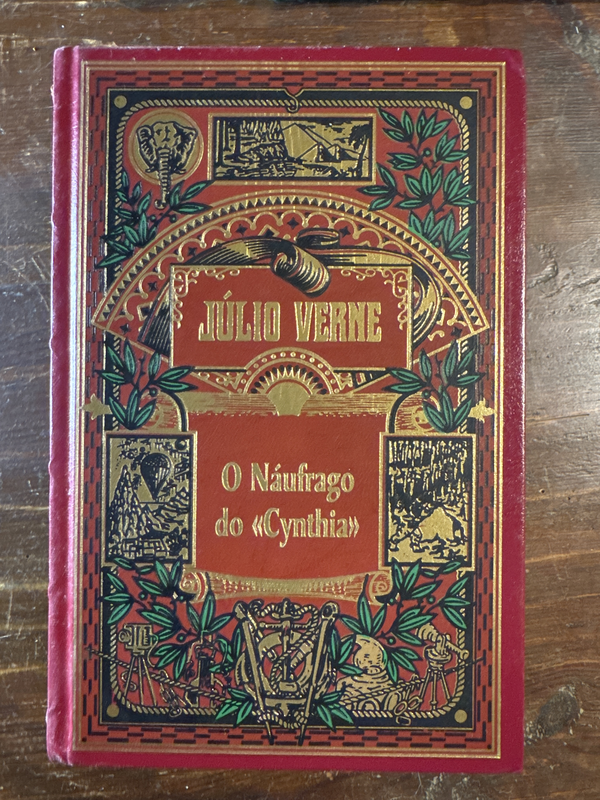 JÚLIO VERNE
O Náufrago
do «Cynthia»